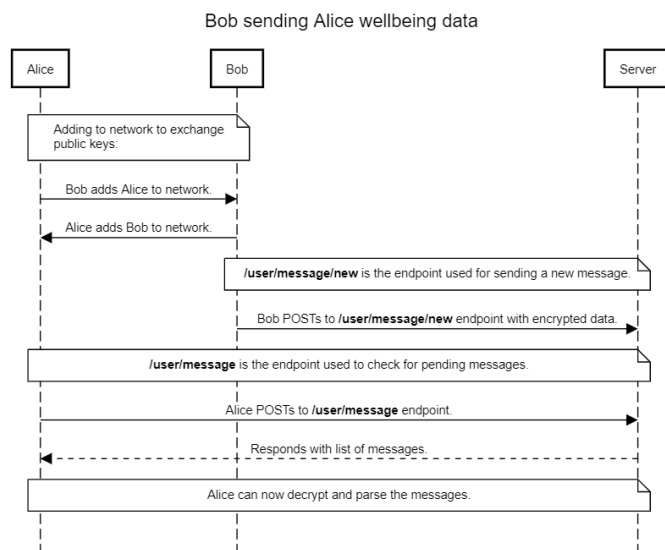 Bob sending Alice wellbeing data
Alice
Bob
Server
Adding to network to exchange
public keys:
Bob adds Alice to network.
Alice adds Bob to network.
/user/message/new is the endpoint used for sending a new message.
Bob POSTs to /user/message/new endpoint with encrypted data.
/user/message is the endpoint used to check for pending messages.
Alice POSTs to /user/message endpoint.
Responds with list of messages.
Alice can now decrypt and parse the messages.